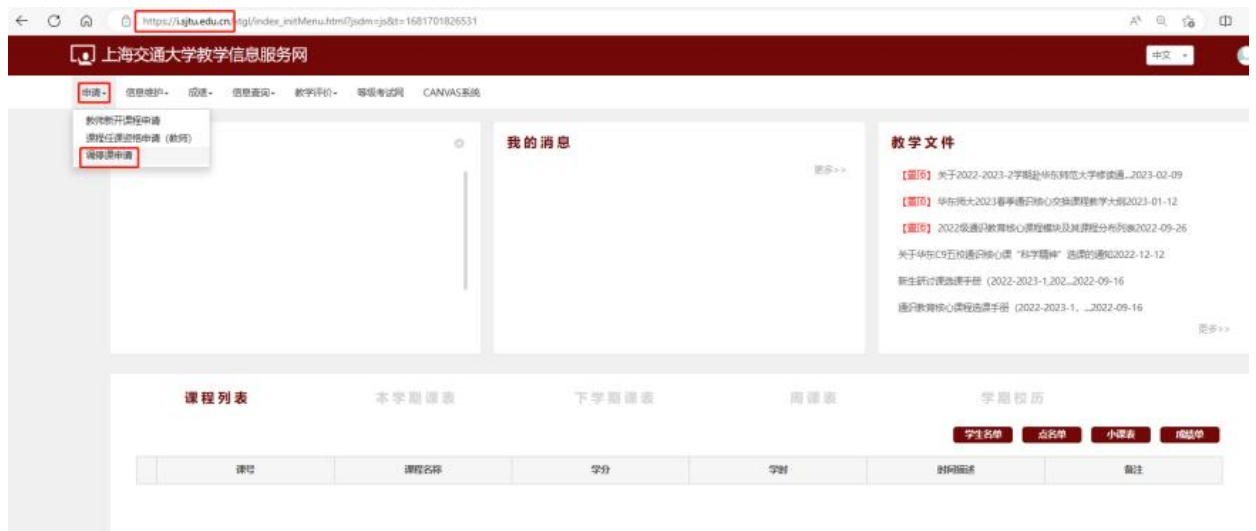 https://i.sjtu.edu.cn/xtgl/index_initMenu.html?jsdm=js&t=1681701826531
上海交通大学教学信息服务网
中文
申请 信息维护 成绩 信息查询 教学评价 等级考试网 CANVAS系统
教师新开课程申请
课程任课资格申请（教师）
调停课申请
我的消息
更多>>
教学文件
【置顶】关于2022-2023-2学期赴华东师范大学修读通...2023-02-09
【置顶】华东师大2023春季通识核心交换课程教学大纲2023-01-12
【置顶】2022级通识教育核心课程模块及其课程分布列表2022-09-26
关于华东C9五校通识核心课“科学精神”选课的通知2022-12-12
新生研讨课选课手册（2022-2023-1,202...2022-09-16
通识教育核心课程选课手册（2022-2023-1，...2022-09-16
更多>>
课程列表 本学期课表 下学期课表 周课表 学期校历
学生名单 点名单 小课表 成绩单
课号 课程名称 学分 学时 时间描述 备注